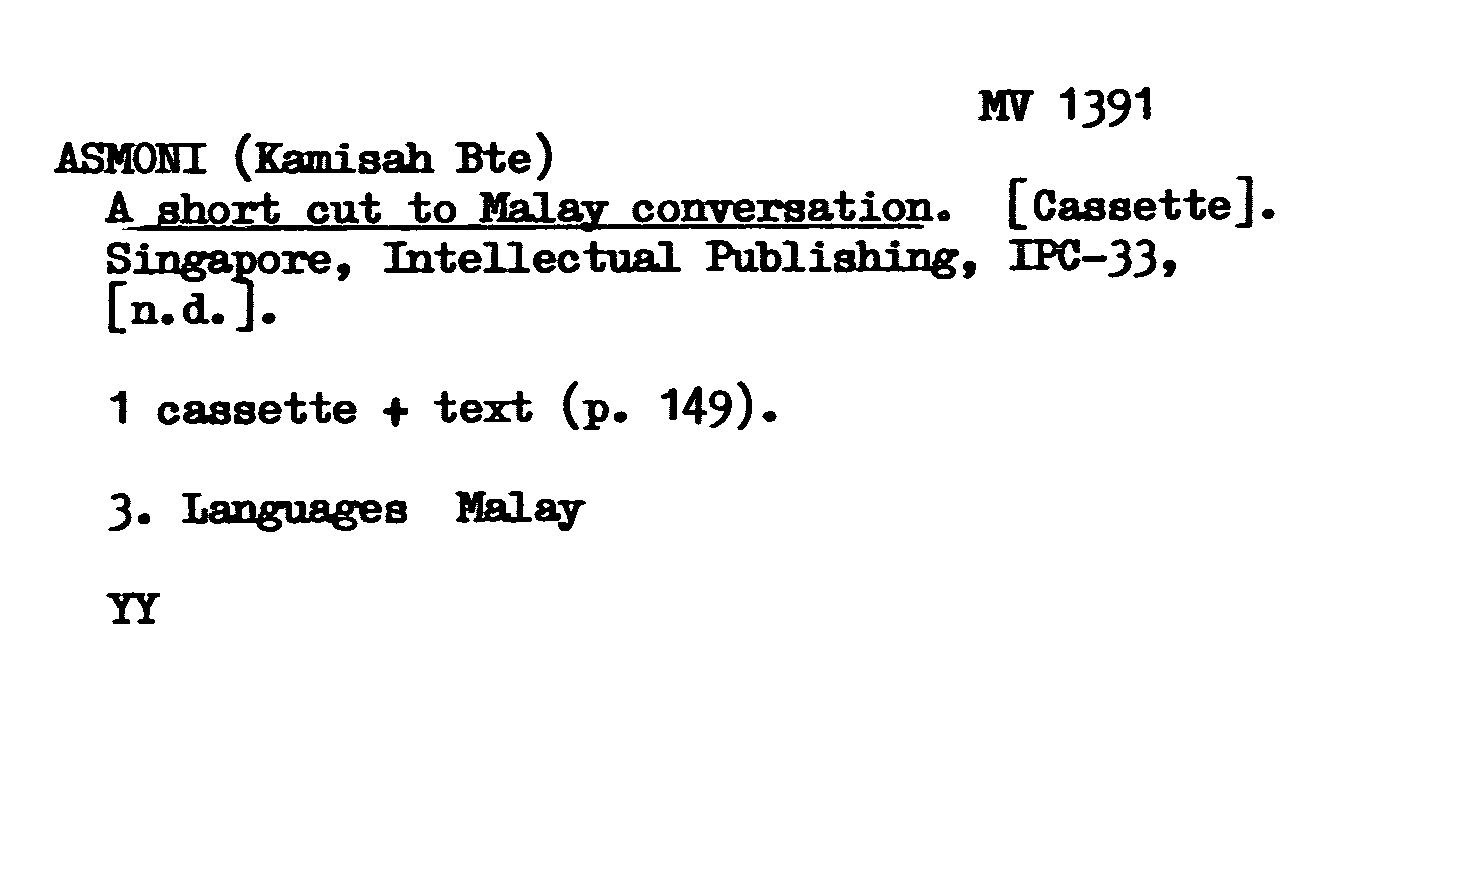 MV 1391
ASMONI (Kamisah Bte)
A short cut to Malay conversation. [Cassette].
Singapore, Intellectual Publishing, IPC-33,
[n.d.].
1 cassette + text (p. 149).
3. Languages Malay
YY